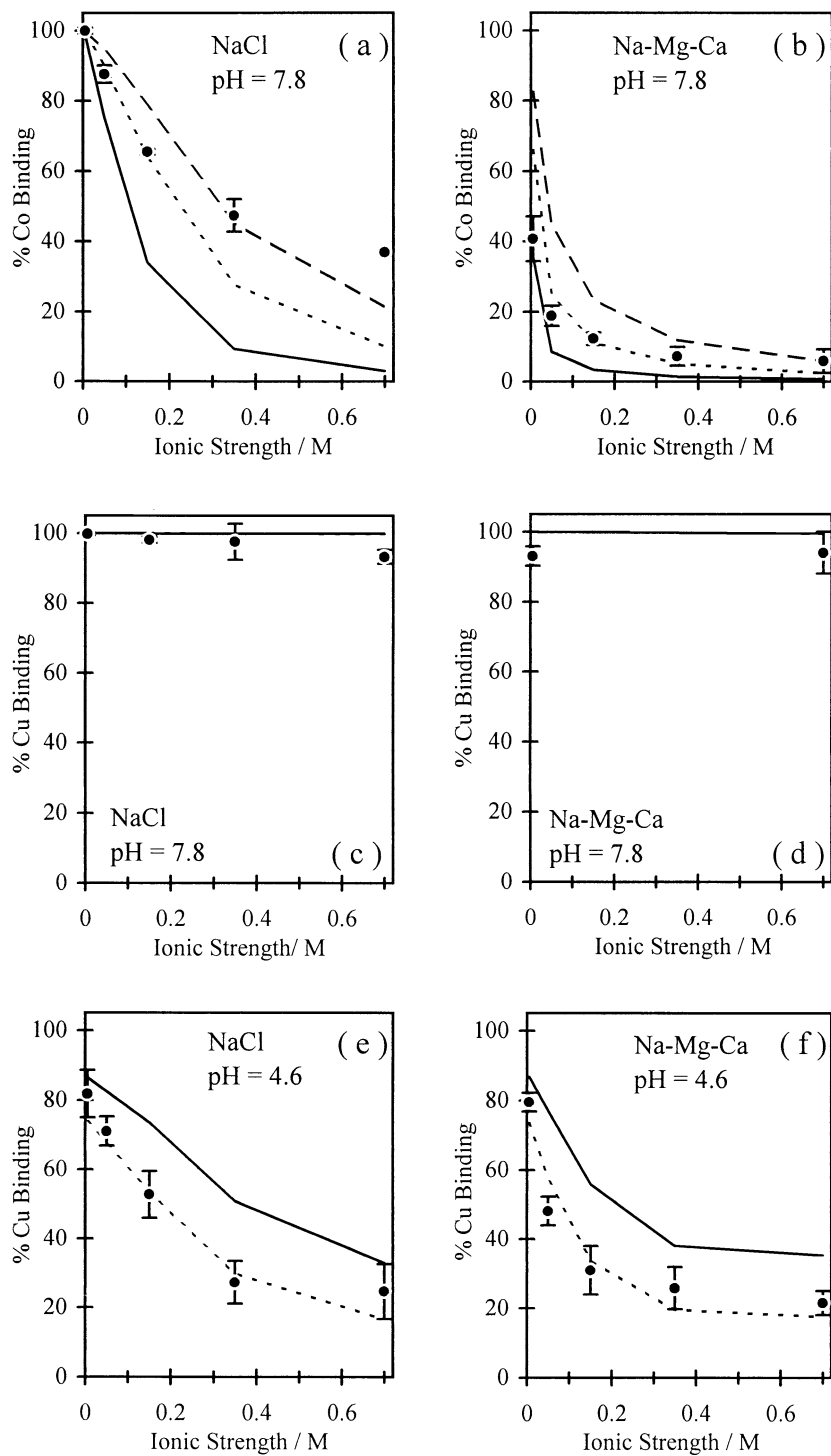 NaCl
pH = 7.8
( a )
% Co Binding
100
80
60
40
20
0
0
0.2
0.4
0.6
Ionic Strength / M
Na-Mg-Ca
pH = 7.8
( b )
% Co Binding
100
80
60
40
20
0
0
0.2
0.4
0.6
Ionic Strength / M
NaCl
pH = 7.8
( c )
% Cu Binding
100
80
60
40
20
0
0
0.2
0.4
0.6
Ionic Strength/ M
Na-Mg-Ca
pH = 7.8
( d )
% Cu Binding
100
80
60
40
20
0
0
0.2
0.4
0.6
Ionic Strength / M
NaCl
pH = 4.6
( e )
% Cu Binding
100
80
60
40
20
0
0
0.2
0.4
0.6
Ionic Strength / M
Na-Mg-Ca
pH = 4.6
( f )
% Cu Binding
100
80
60
40
20
0
0
0.2
0.4
0.6
Ionic Strength / M